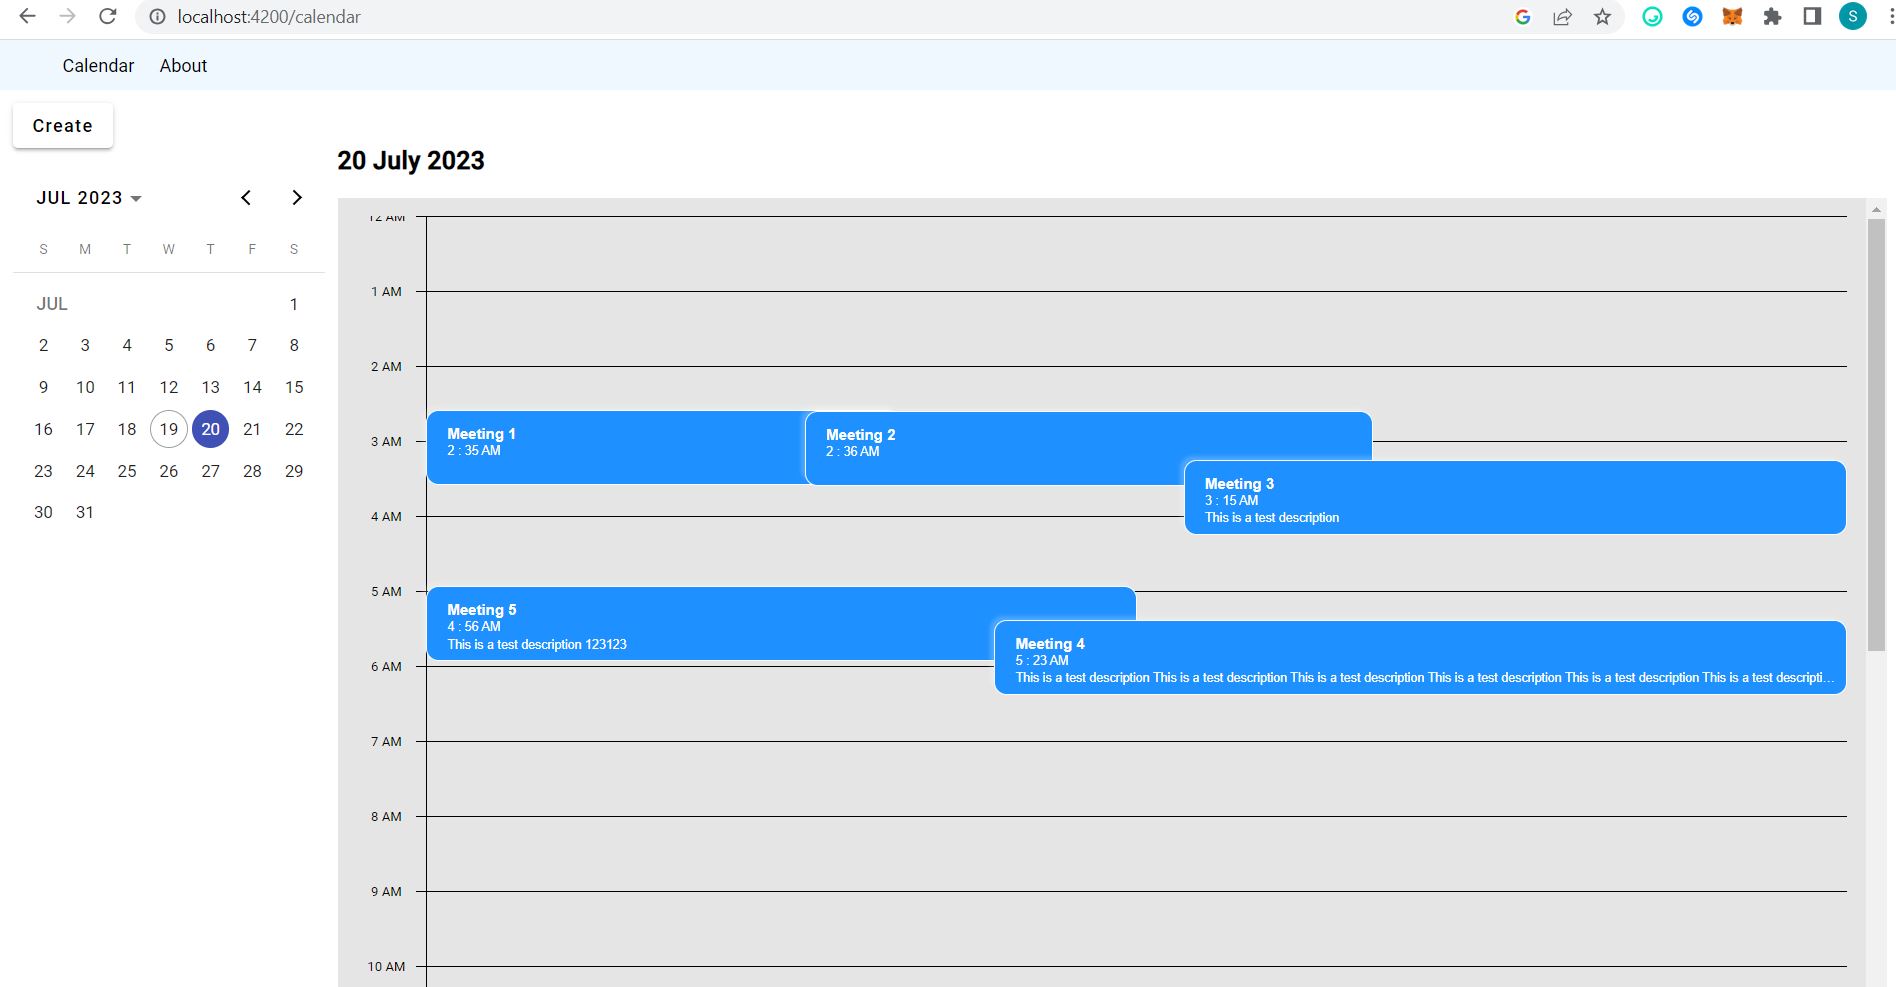 localhost:4200/calendar
S
Calendar About
Create
20 July 2023
JUL 2023
S M T W T F S
JUL 1
2 3 4 5 6 7 8
9 10 11 12 13 14 15
16 17 18 19 20 21 22
23 24 25 26 27 28 29
30 31
12 AM
1 AM
2 AM
Meeting 1
2 : 35 AM
Meeting 2
2 : 36 AM
3 AM
Meeting 3
3 : 15 AM
This is a test description
4 AM
5 AM
Meeting 5
4 : 56 AM
This is a test description 123123
Meeting 4
5 : 23 AM
This is a test description This is a test description This is a test description This is a test description This is a test description This is a test descripti...
6 AM
7 AM
8 AM
9 AM
10 AM